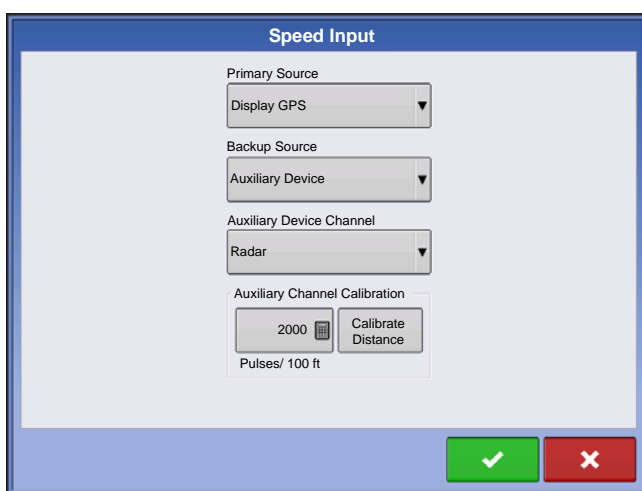 Speed Input
Primary Source
Display GPS
Backup Source
Auxiliary Device
Auxiliary Device Channel
Radar
Auxiliary Channel Calibration
2000
Calibrate
Distance
Pulses/ 100 ft